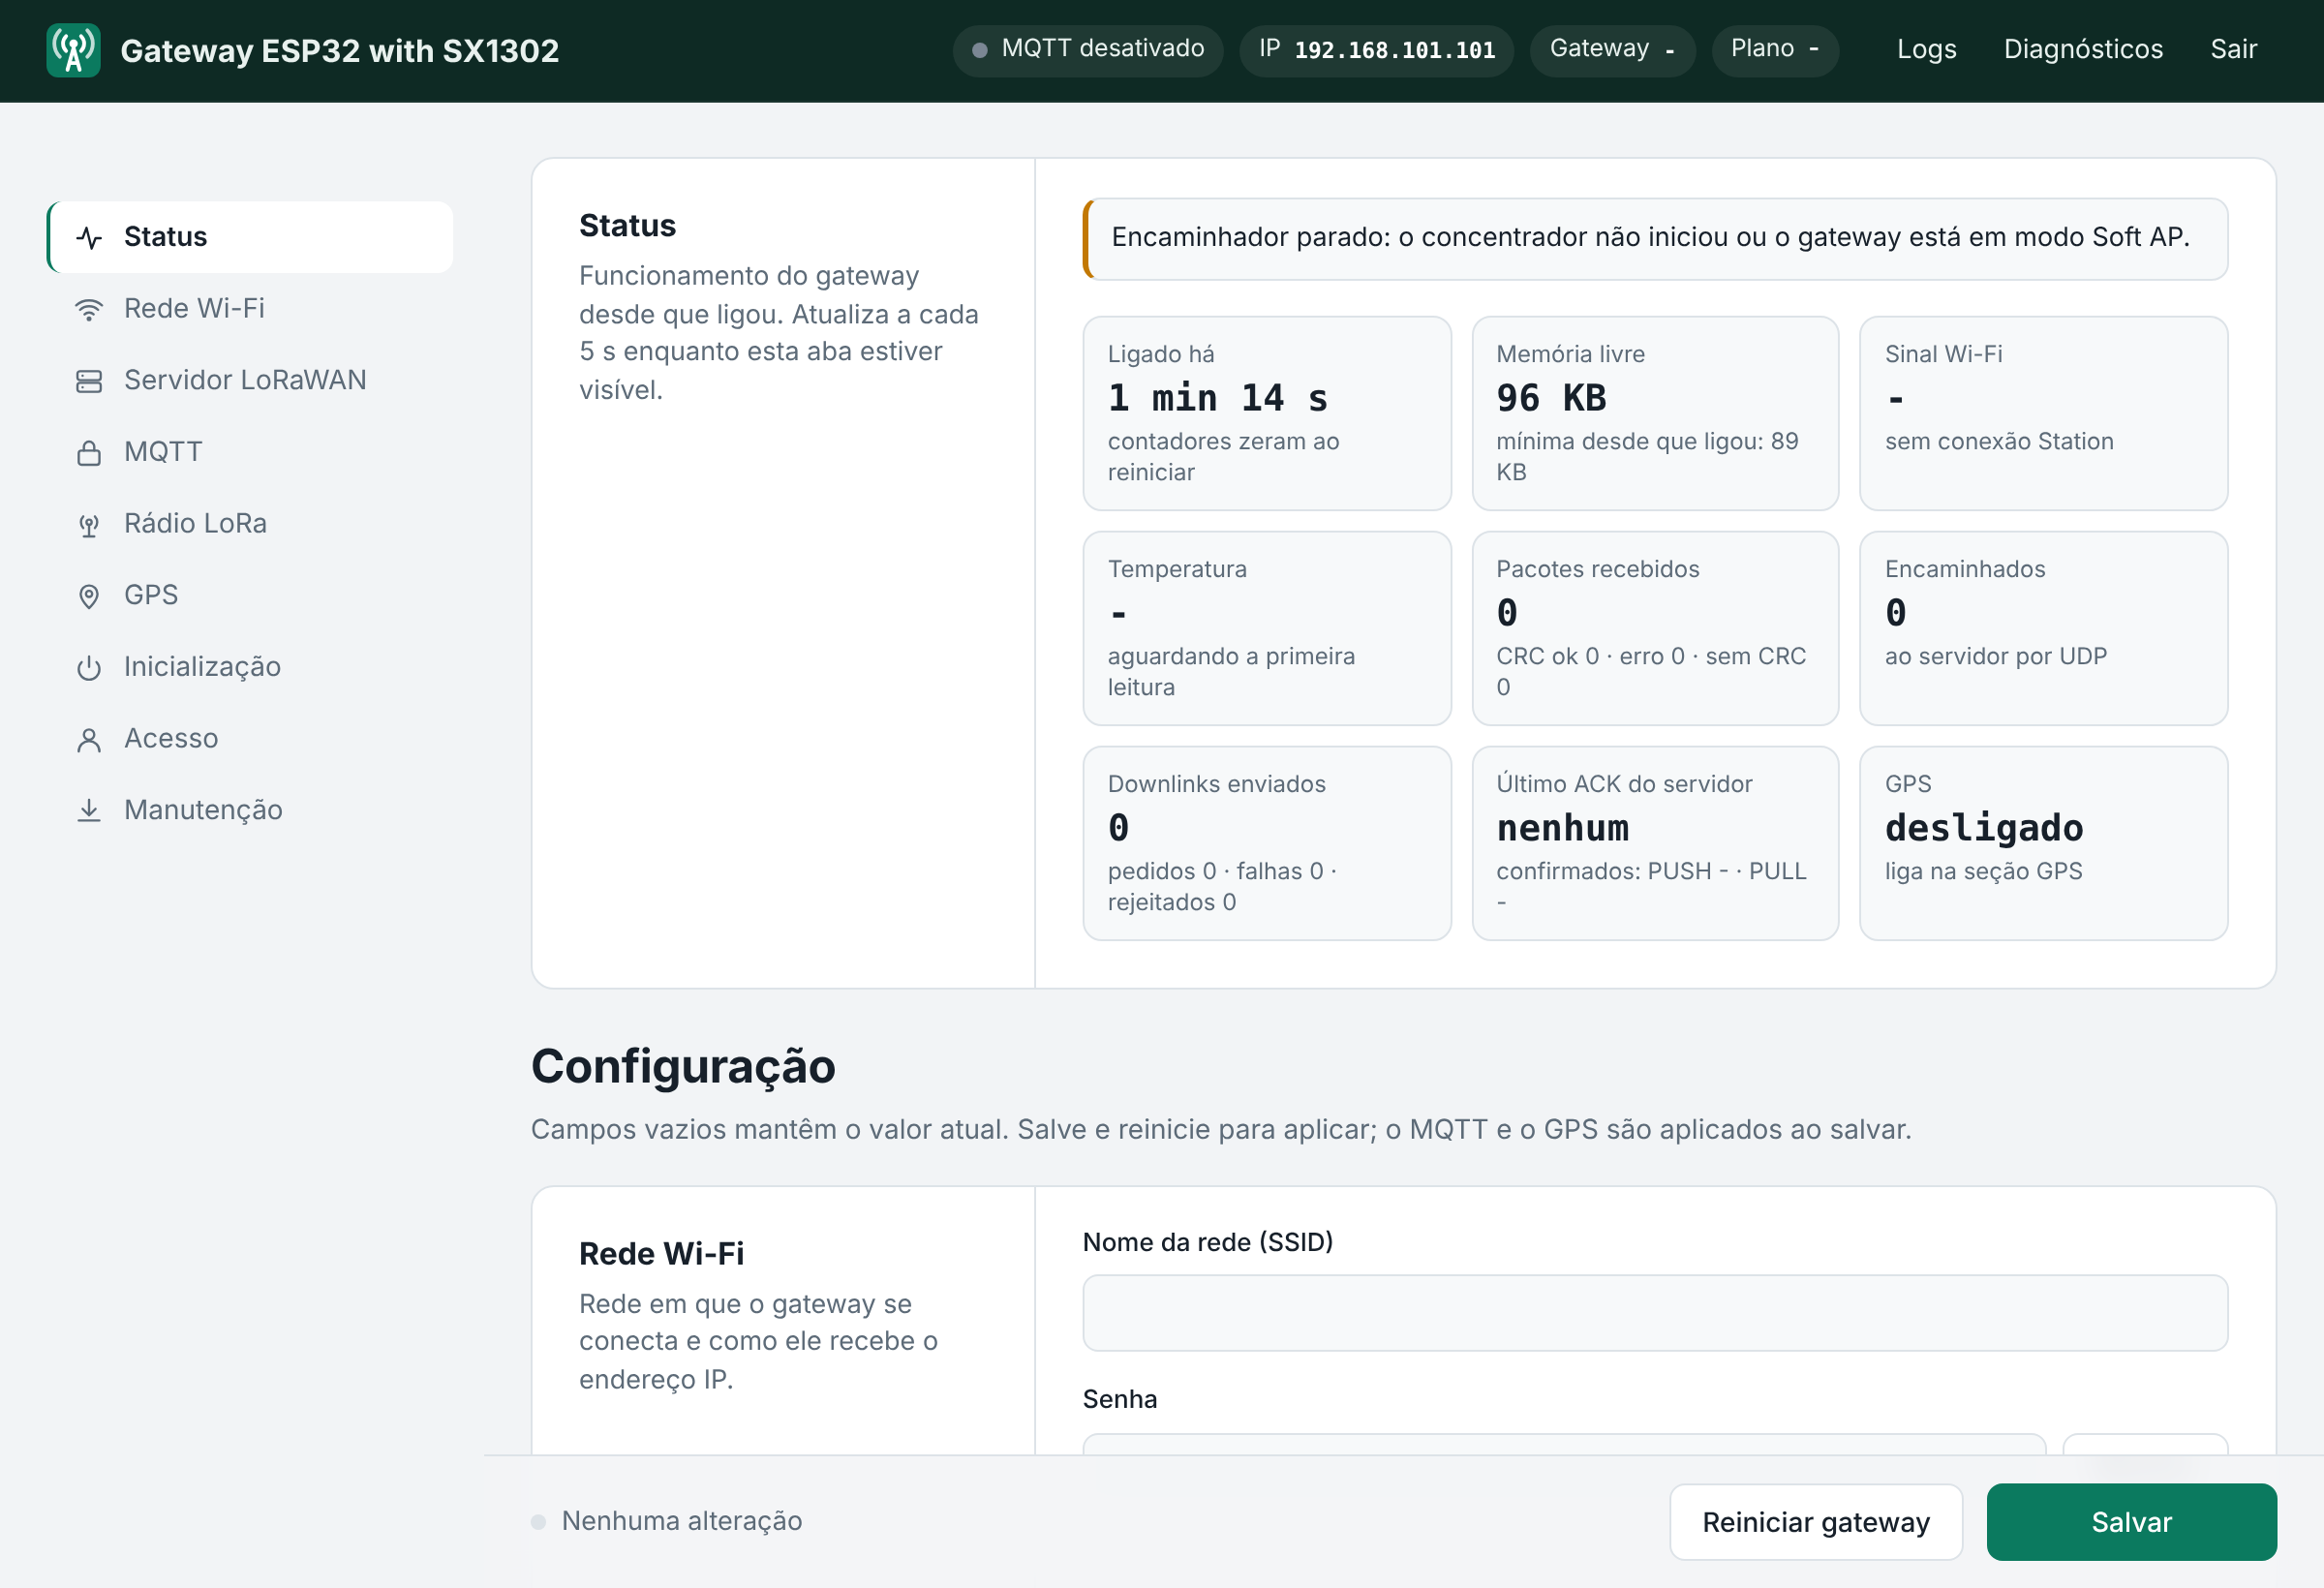 Gateway ESP32 with SX1302
MQTT desativado
IP 192.168.101.101
Gateway -
Plano -
Logs
Diagnósticos
Sair
Status
Rede Wi-Fi
Servidor LoRaWAN
MQTT
Rádio LoRa
GPS
Inicialização
Acesso
Manutenção
Status
Funcionamento do gateway
desde que ligou. Atualiza a cada
5 s enquanto esta aba estiver
visível.
Encaminhador parado: o concentrador não iniciou ou o gateway está em modo Soft AP.
Ligado há
1 min 14 s
contadores zeram ao
reiniciar
Memória livre
96 KB
mínima desde que ligou: 89
KB
Sinal Wi-Fi
-
sem conexão Station
Temperatura
-
aguardando a primeira
leitura
Pacotes recebidos
0
CRC ok 0 · erro 0 · sem CRC
0
Encaminhados
0
ao servidor por UDP
Downlinks enviados
0
pedidos 0 · falhas 0 ·
rejeitados 0
Último ACK do servidor
nenhum
confirmados: PUSH - · PULL
-
GPS
desligado
liga na seção GPS
Configuração
Campos vazios mantêm o valor atual. Salve e reinicie para aplicar; o MQTT e o GPS são aplicados ao salvar.
Rede Wi-Fi
Rede em que o gateway se
conecta e como ele recebe o
endereço IP.
Nome da rede (SSID)
Senha
Nenhuma alteração
Reiniciar gateway
Salvar